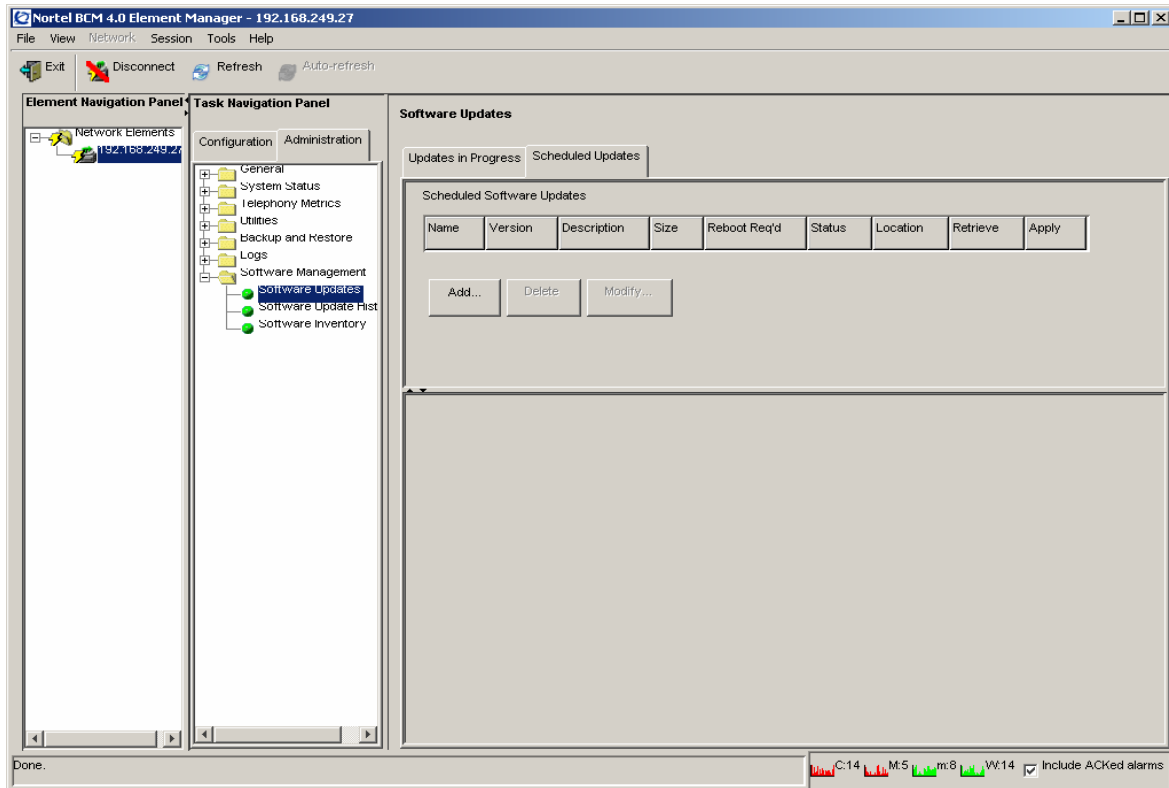 Nortel BCM 4.0 Element Manager - 192.168.249.27
File View Network Session Tools Help
Exit Disconnect Refresh Auto-refresh
Element Navigation Panel
Network Elements
192.168.249.27
Task Navigation Panel
Configuration Administration
General
System Status
Telephony Metrics
Utilities
Backup and Restore
Logs
Software Management
Software Updates
Software Update Hist
Software Inventory
Software Updates
Updates in Progress Scheduled Updates
Scheduled Software Updates
Name Version Description Size Reboot Req'd Status Location Retrieve Apply
Add... Delete Modify...
Done.
C:14 M:5 m:8 W:14 Include ACKed alarms